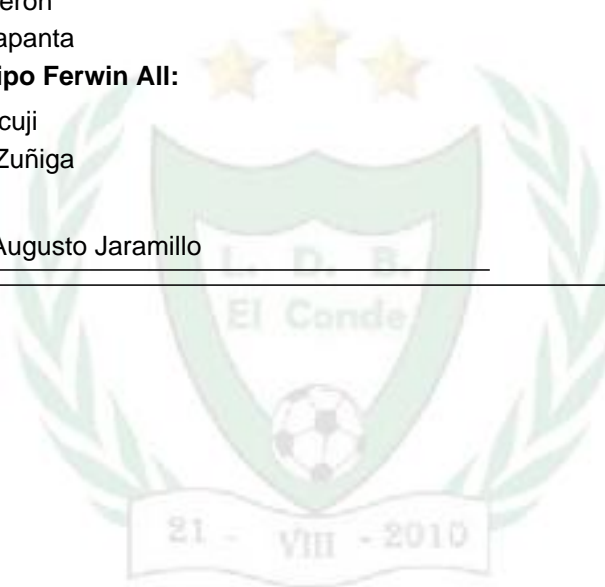 eron
apanta
ipo Ferwin All:
cuji
Zuñiga
Augusto Jaramillo
L. D. B.
El Conde
21 - VIII - 2010